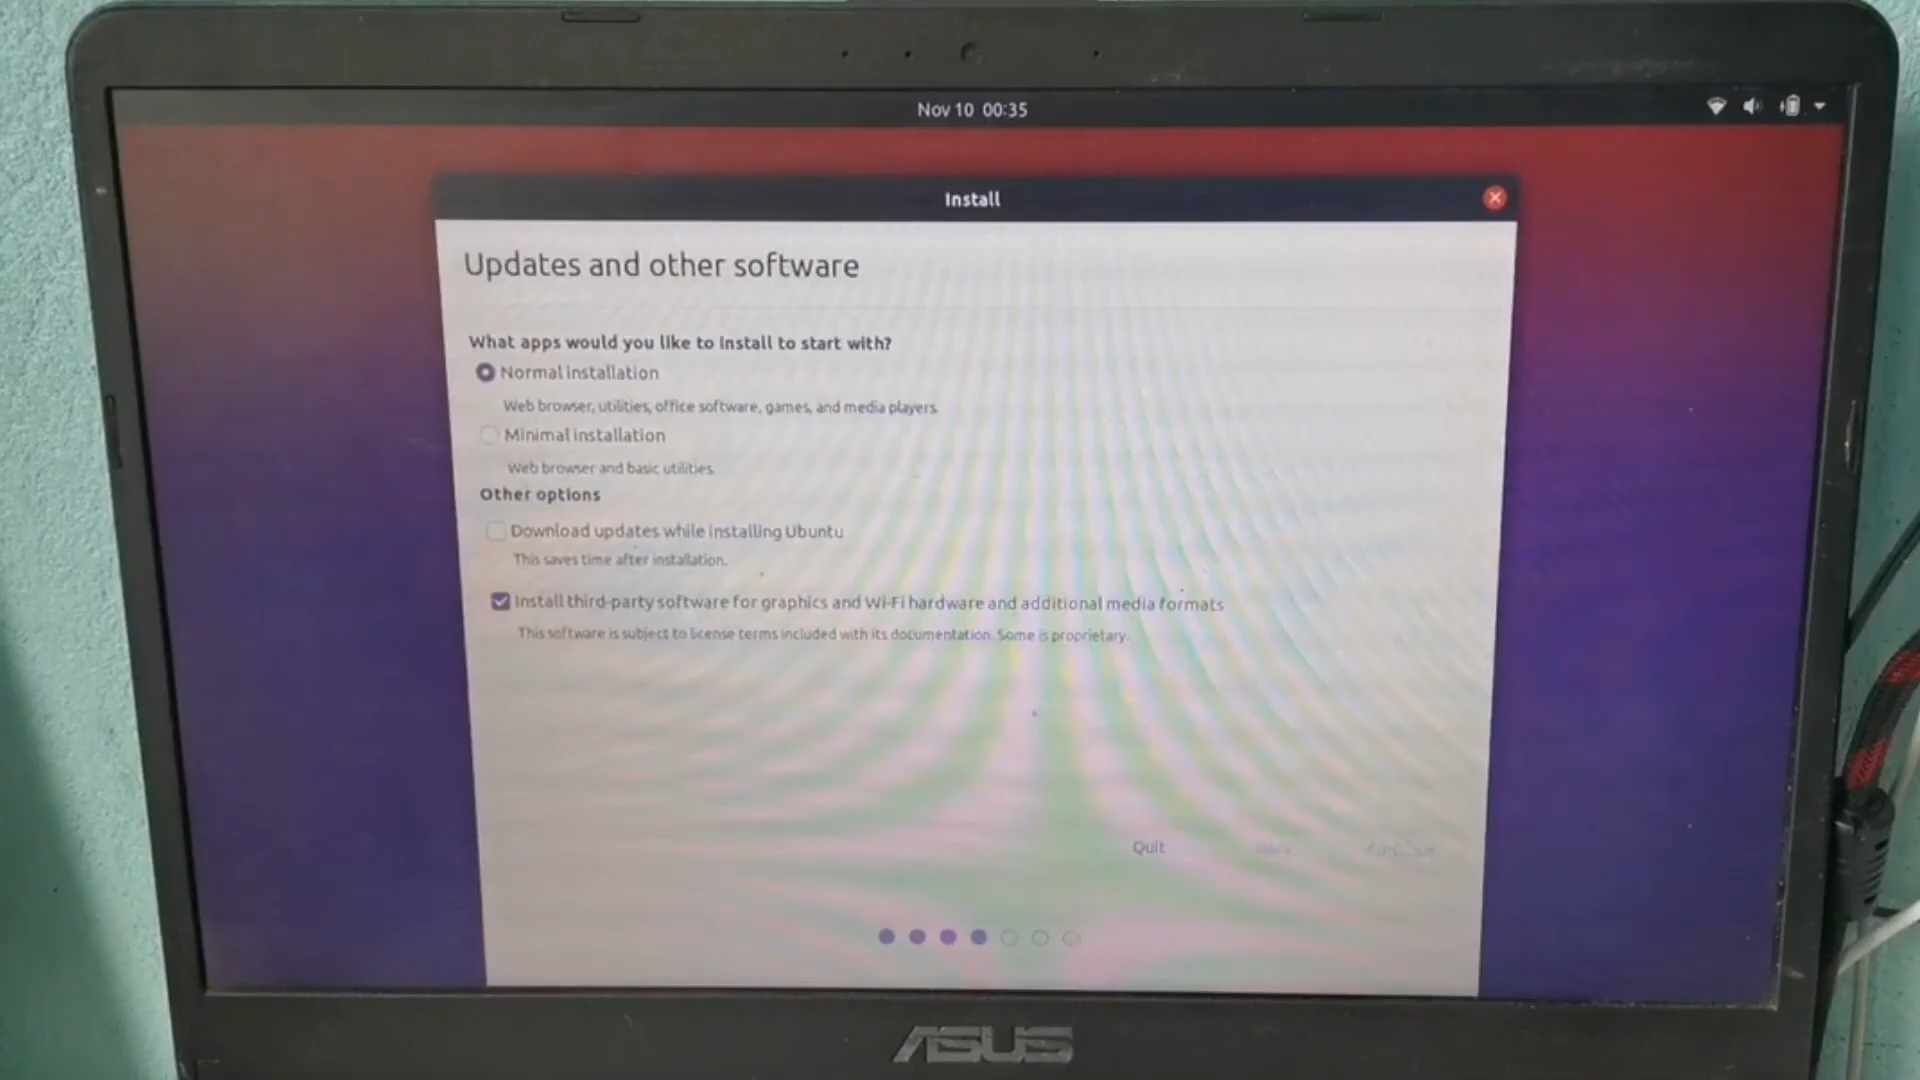 Nov 10 00:35
Install
Updates and other software
What apps would you like to install to start with?
Normal installation
Web browser, utilities, office software, games, and media players.
Minimal installation
Web browser and basic utilities.
Other options
Download updates while installing Ubuntu
This saves time after installation.
Install third-party software for graphics and Wi-Fi hardware and additional media formats
This software is subject to license terms included with its documentation. Some is proprietary.
Quit
ASUS